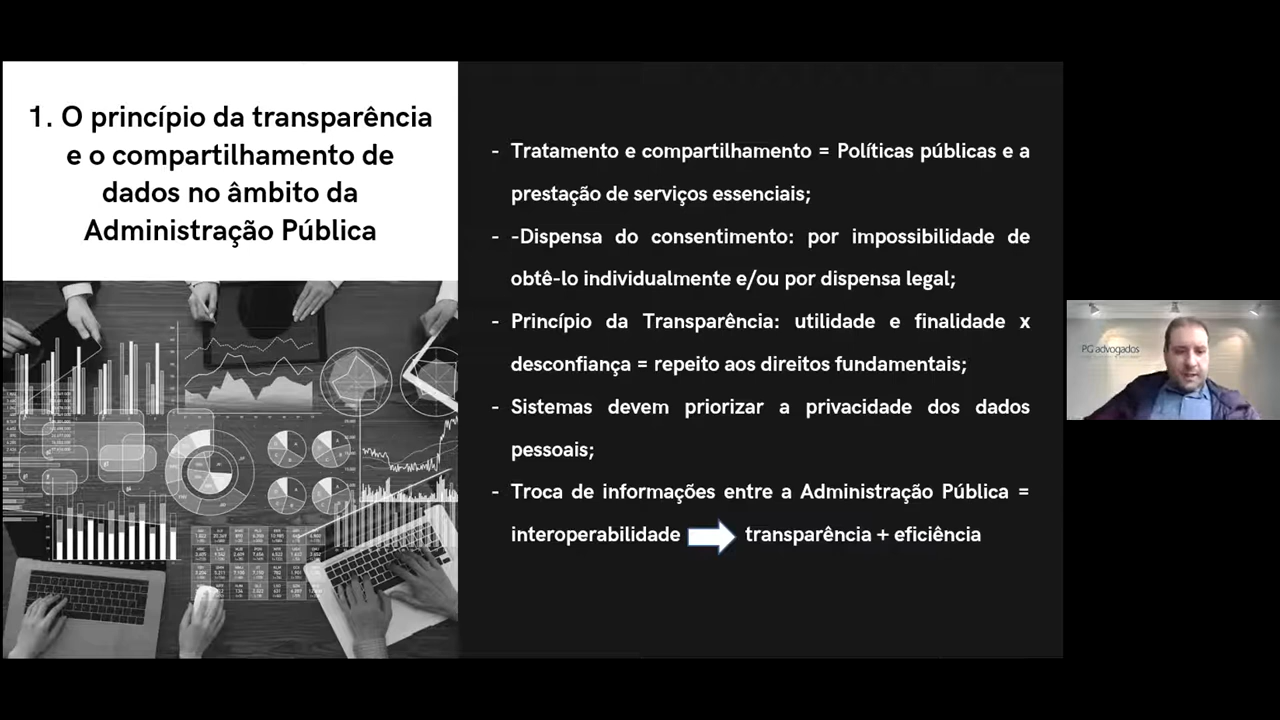 1. O princípio da transparência
e o compartilhamento de
dados no âmbito da
Administração Pública
- Tratamento e compartilhamento = Políticas públicas e a
prestação de serviços essenciais;
- -Dispensa do consentimento: por impossibilidade de
obtê-lo individualmente e/ou por dispensa legal;
- Princípio da Transparência: utilidade e finalidade x
desconfiança = repeito aos direitos fundamentais;
- Sistemas devem priorizar a privacidade dos dados
pessoais;
- Troca de informações entre a Administração Pública =
interoperabilidade transparência + eficiência
PG advogados